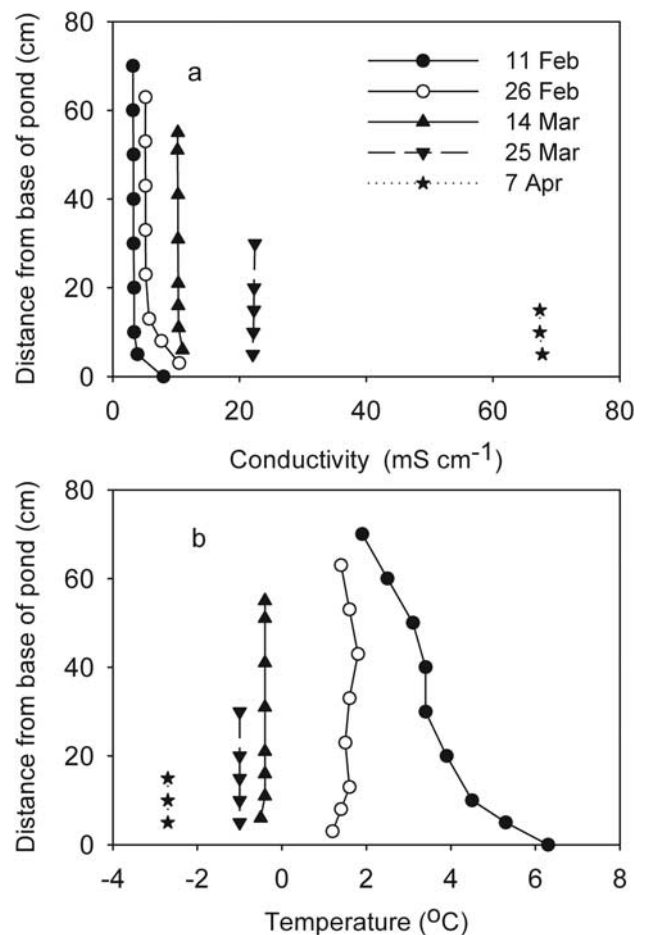 80
a
11 Feb
26 Feb
14 Mar
25 Mar
7 Apr
60
40
20
0
0 20 40 60 80
Distance from base of pond (cm)
Conductivity (mS cm⁻¹)
80
b
60
40
20
0
-4 -2 0 2 4 6 8
Distance from base of pond (cm)
Temperature (ºC)